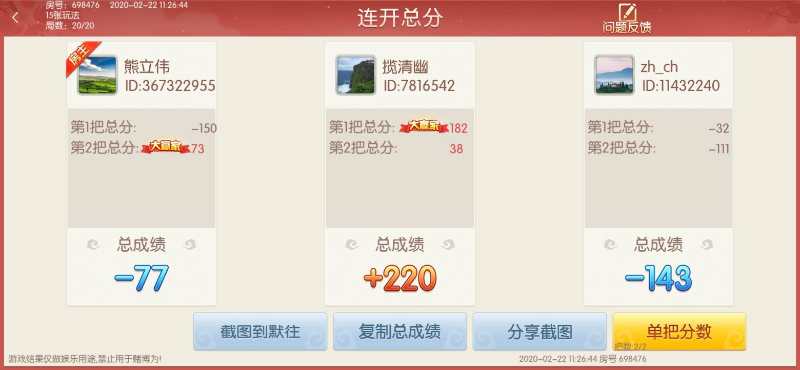 房号: 698476 2020-02-22 11:26:44
15张玩法
局数: 20/20
连开总分
问题反馈
房主
熊立伟
ID:367322955
第1把总分: -150
第2把总分: 大赢家 73
总成绩
-77
揽清幽
ID:7816542
第1把总分: 大赢家 182
第2把总分: 38
总成绩
+220
zh_ch
ID:11432240
第1把总分: -32
第2把总分: -111
总成绩
-143
截图到默往
复制总成绩
分享截图
单把分数
把数:2/2
游戏结果仅做娱乐用途,禁止用于赌博为!
2020-02-22 11:26:44 房号 698476